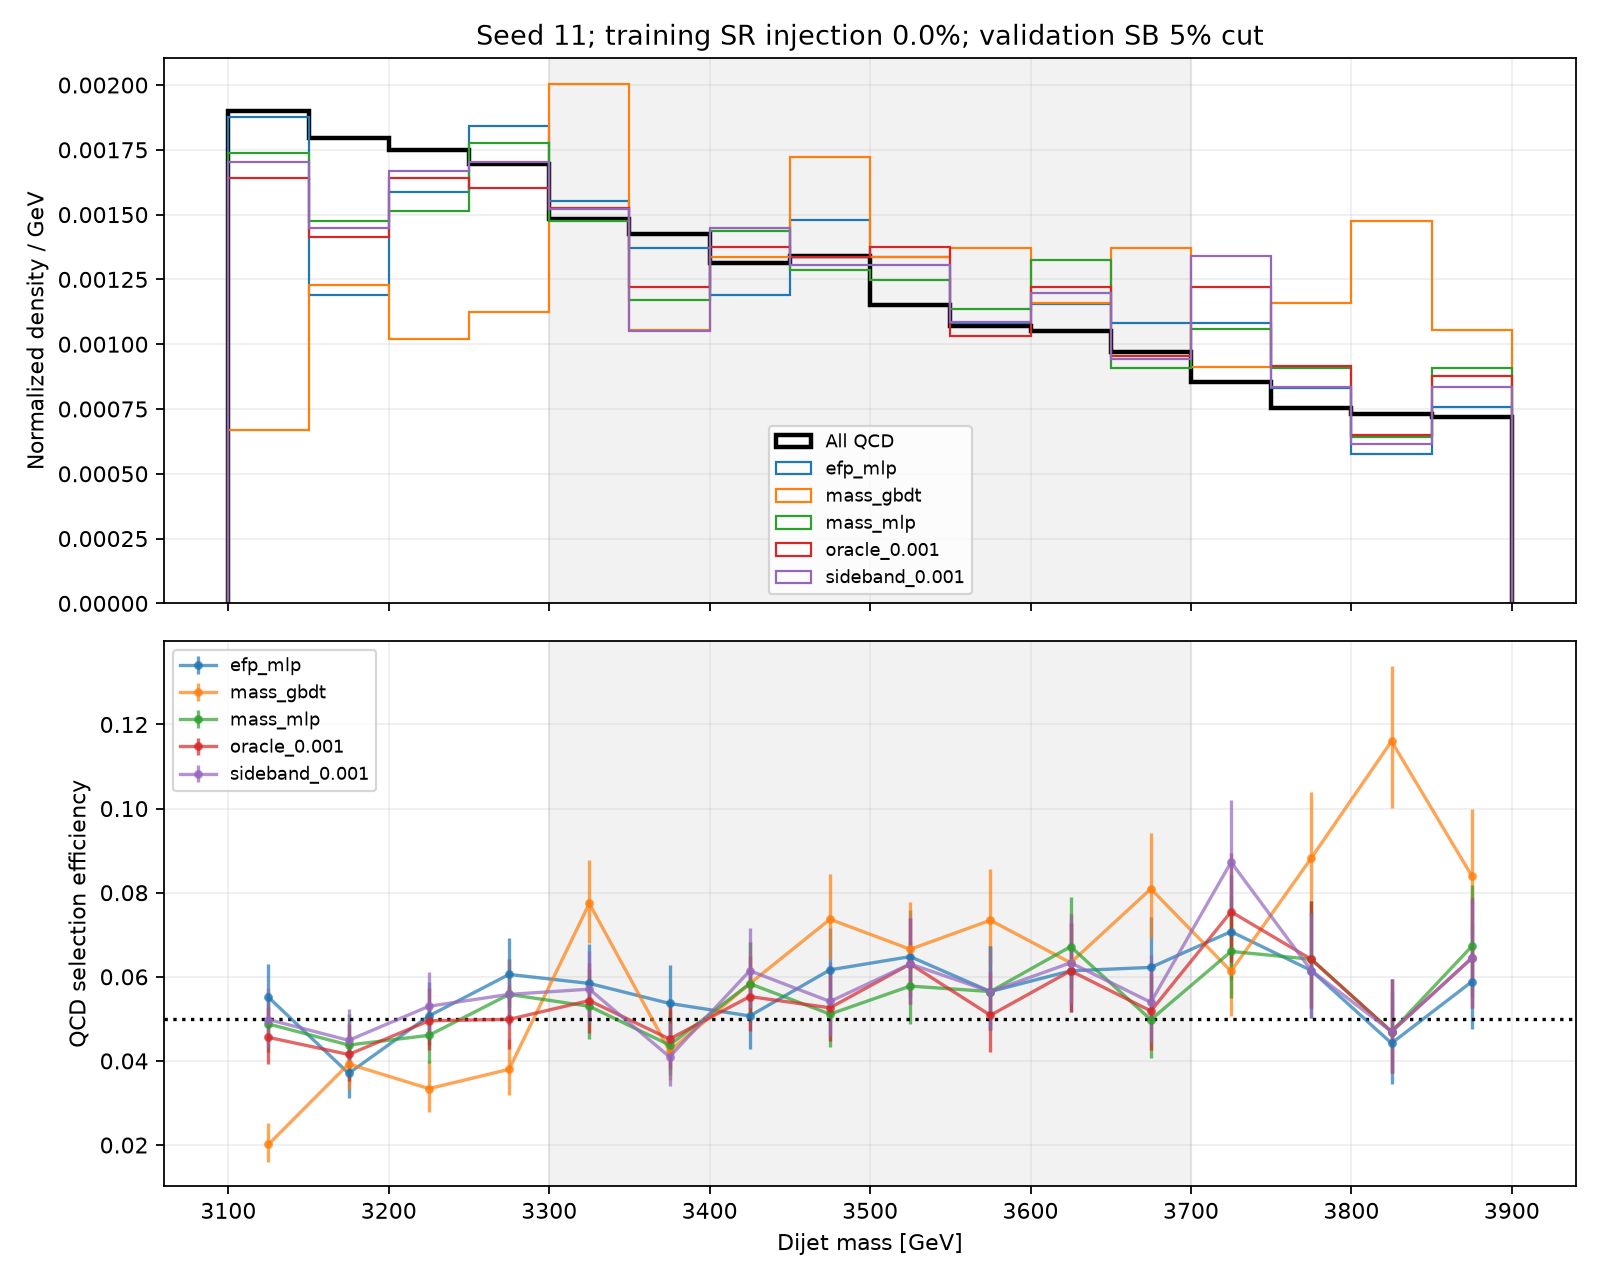 Seed 11; training SR injection 0.0%; validation SB 5% cut
Normalized density / GeV
0.00200
0.00175
0.00150
0.00125
0.00100
0.00075
0.00050
0.00025
0.00000
All QCD
efp_mlp
mass_gbdt
mass_mlp
oracle_0.001
sideband_0.001
QCD selection efficiency
0.12
0.10
0.08
0.06
0.04
0.02
efp_mlp
mass_gbdt
mass_mlp
oracle_0.001
sideband_0.001
3100 3200 3300 3400 3500 3600 3700 3800 3900
Dijet mass [GeV]